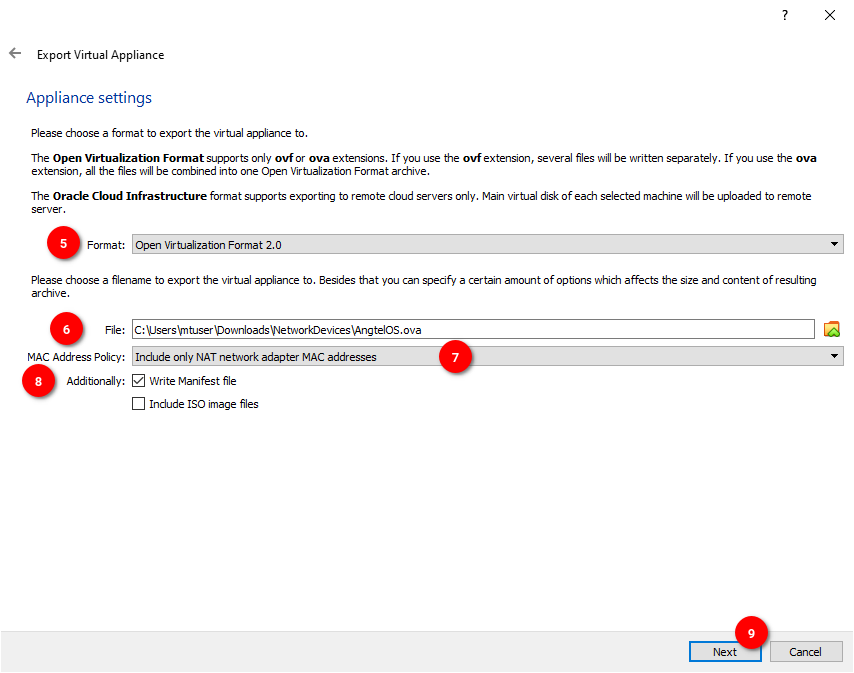 ?
Export Virtual Appliance
Appliance settings
Please choose a format to export the virtual appliance to.
The Open Virtualization Format supports only ovf or ova extensions. If you use the ovf extension, several files will be written separately. If you use the ova
extension, all the files will be combined into one Open Virtualization Format archive.
The Oracle Cloud Infrastructure format supports exporting to remote cloud servers only. Main virtual disk of each selected machine will be uploaded to remote
server.
5 Format: Open Virtualization Format 2.0
Please choose a filename to export the virtual appliance to. Besides that you can specify a certain amount of options which affects the size and content of resulting
archive.
6 File: C:\Users\mtuser\Downloads\NetworkDevices\AngtelOS.ova
MAC Address Policy: Include only NAT network adapter MAC addresses 7
8 Additionally: Write Manifest file
Include ISO image files
9
Next Cancel